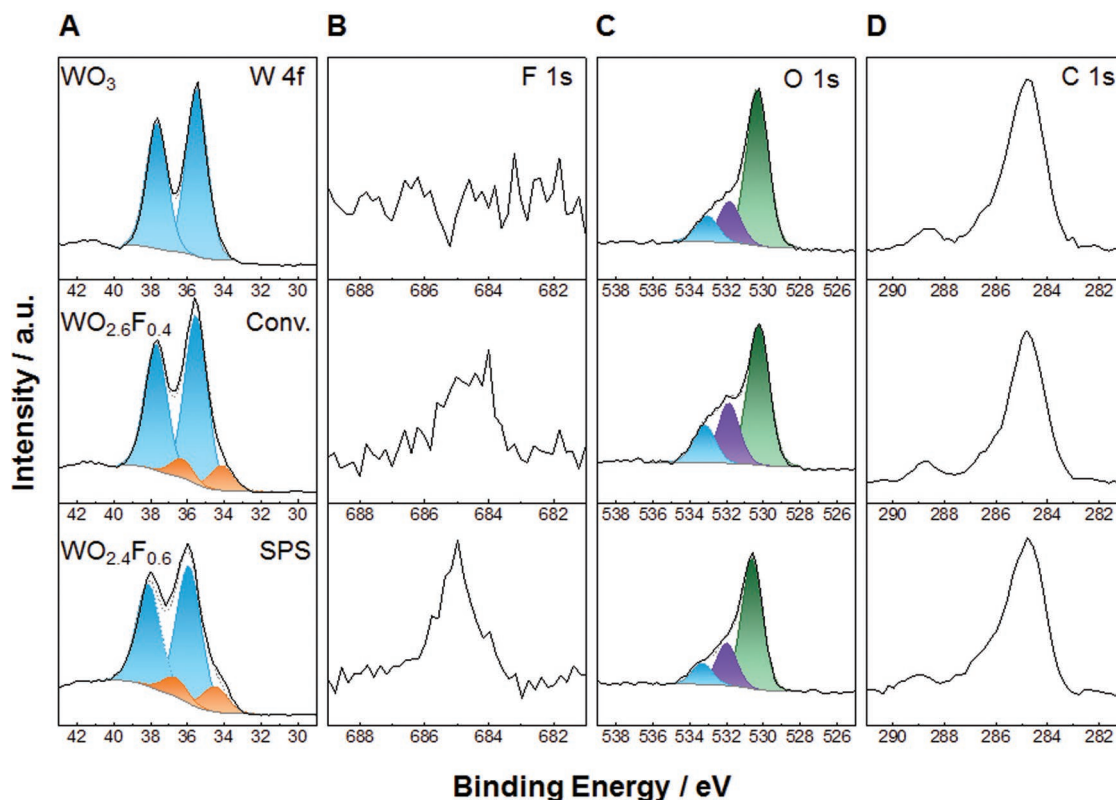 A B C D
WO₃ W 4f F 1s O 1s C 1s
42 40 38 36 34 32 30 688 686 684 682 538 536 534 532 530 528 526 290 288 286 284 282
WO₂.₆F₀.₄ Conv.
42 40 38 36 34 32 30 688 686 684 682 538 536 534 532 530 528 526 290 288 286 284 282
WO₂.₄F₀.₆ SPS
42 40 38 36 34 32 30 688 686 684 682 538 536 534 532 530 528 526 290 288 286 284 282
Intensity / a.u.
Binding Energy / eV